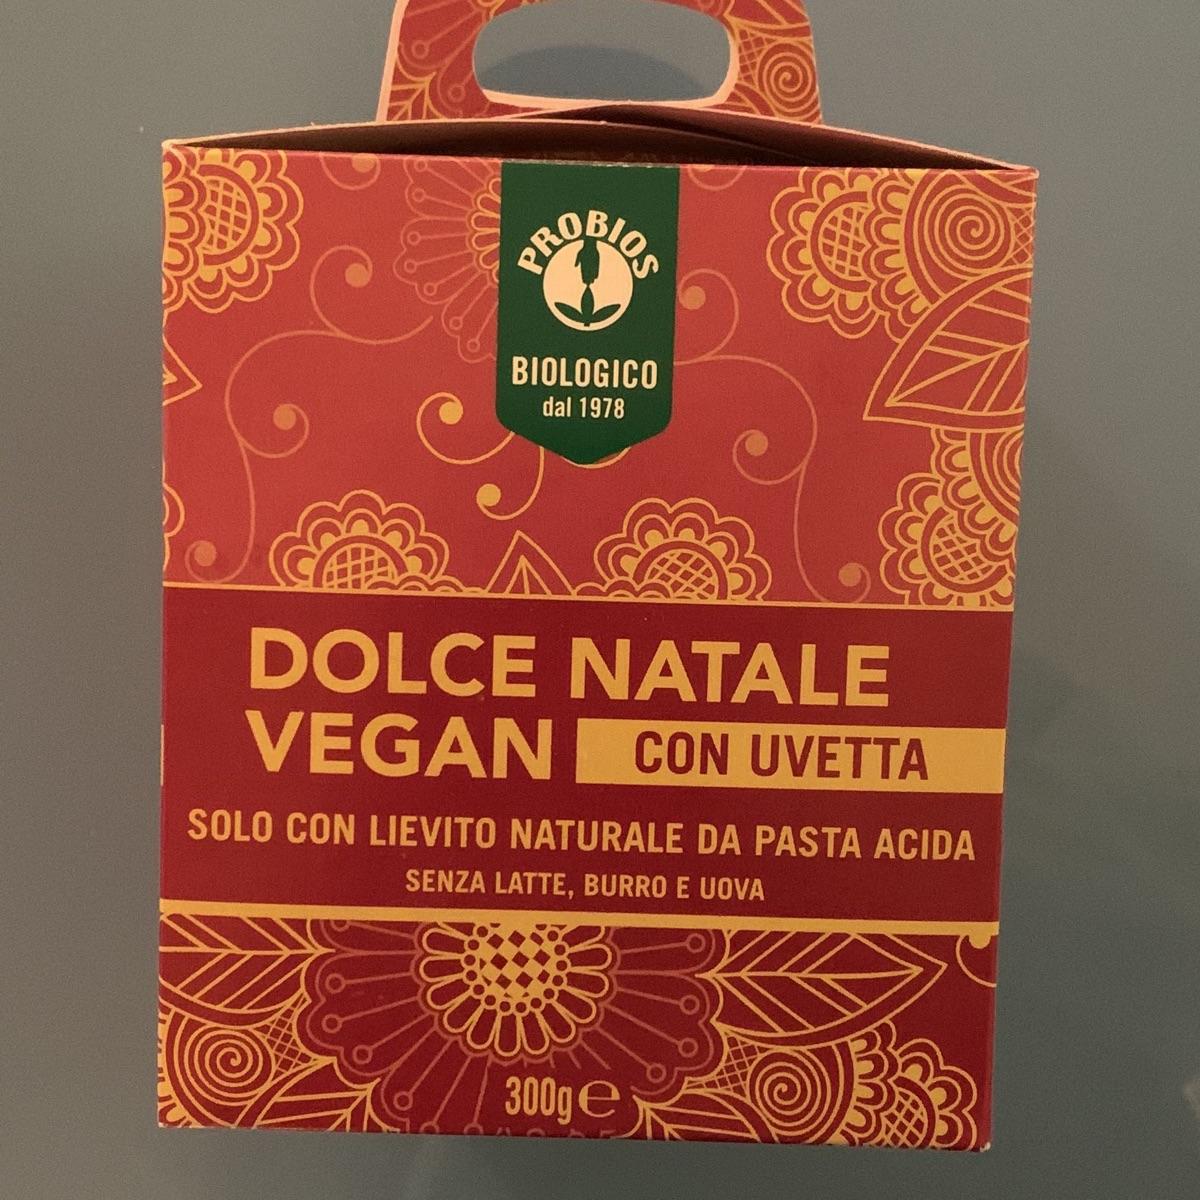 PROBIOS
BIOLOGICO
dal 1978
DOLCE NATALE
VEGAN CON UVETTA
SOLO CON LIEVITO NATURALE DA PASTA ACIDA
SENZA LATTE, BURRO E UOVA
300g ℮